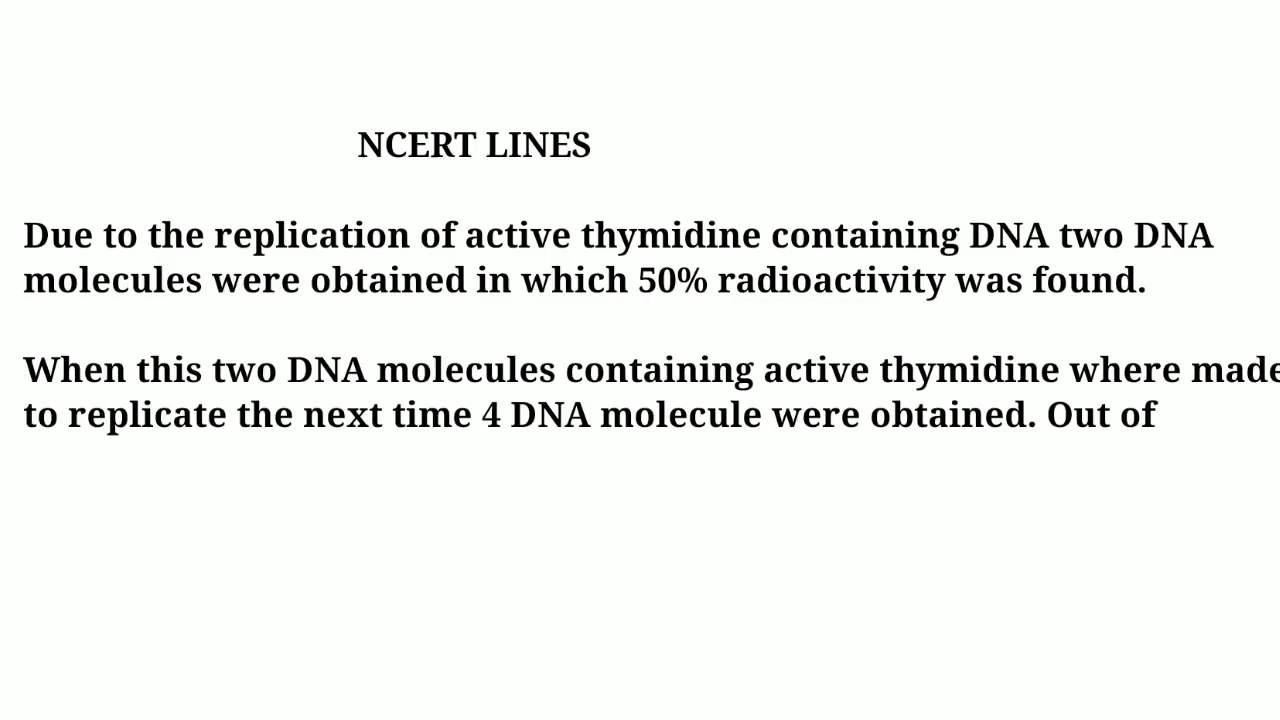 NCERT LINES
Due to the replication of active thymidine containing DNA two DNA
molecules were obtained in which 50% radioactivity was found.
When this two DNA molecules containing active thymidine where made
to replicate the next time 4 DNA molecule were obtained. Out of